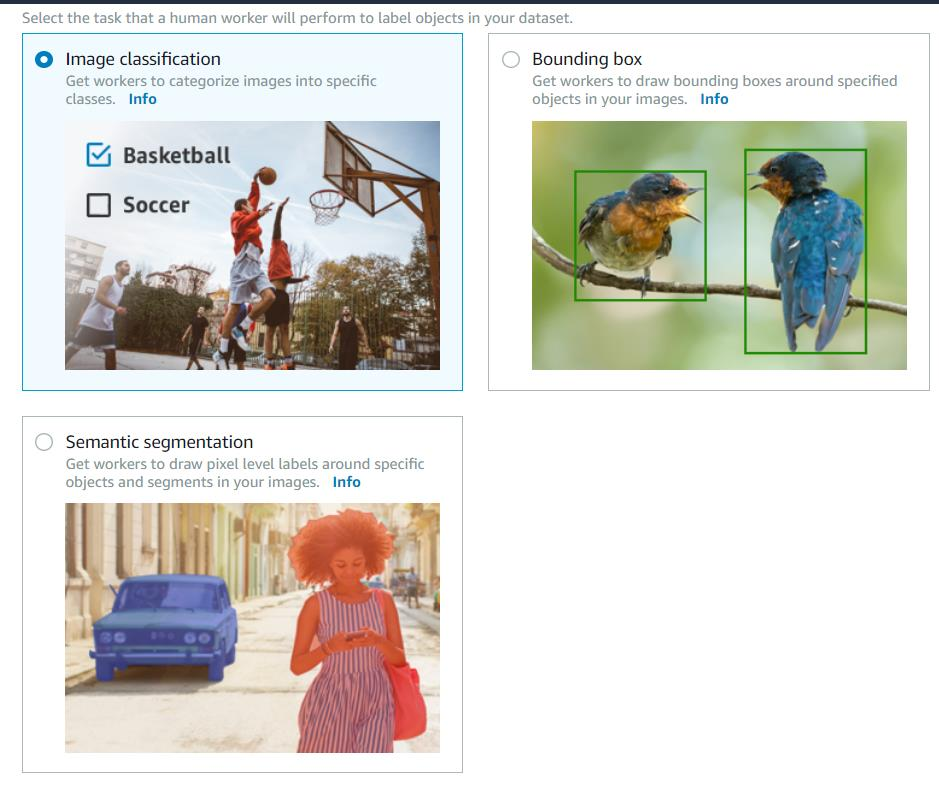 Select the task that a human worker will perform to label objects in your dataset.
Image classification
Get workers to categorize images into specific
classes. Info
Basketball
Soccer
Bounding box
Get workers to draw bounding boxes around specified
objects in your images. Info
Semantic segmentation
Get workers to draw pixel level labels around specific
objects and segments in your images. Info